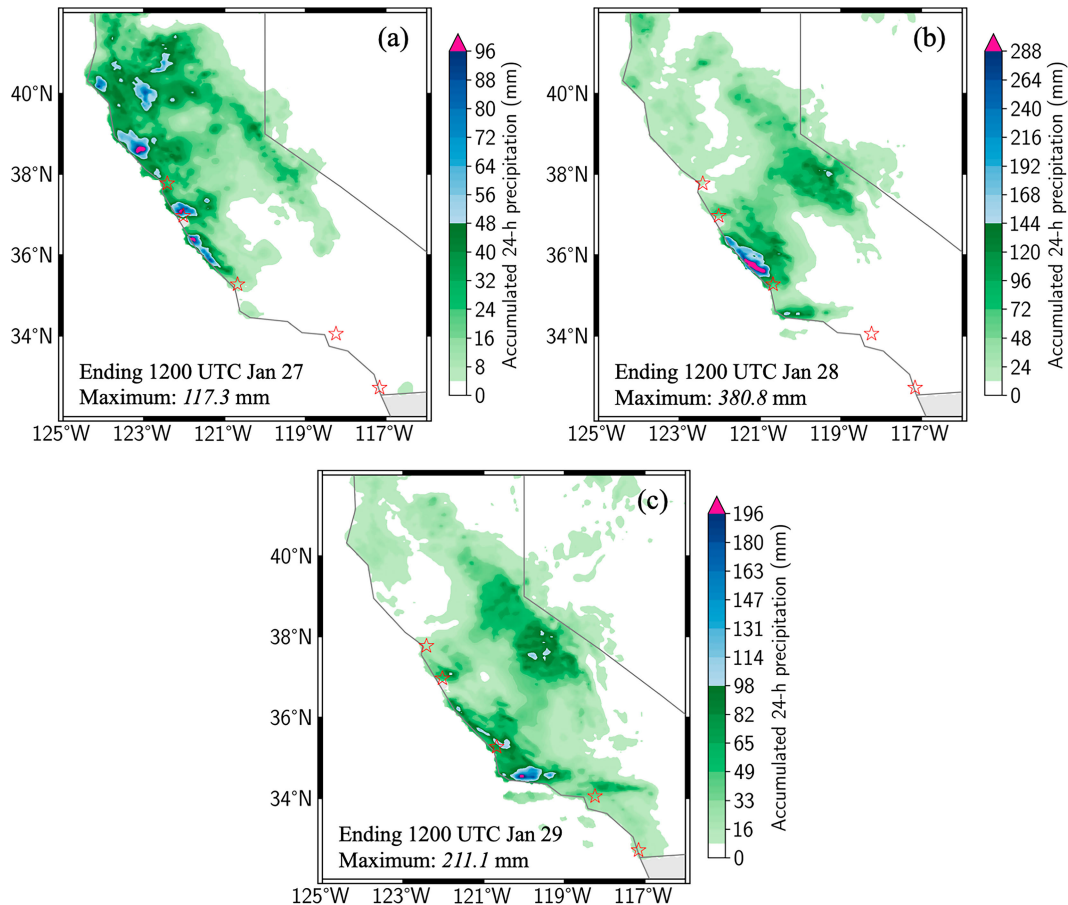 (a)
40°N
38°N
36°N
34°N
125°W 123°W 121°W 119°W 117°W
Ending 1200 UTC Jan 27
Maximum: 117.3 mm
96
88
80
72
64
56
48
40
32
24
16
8
0
Accumulated 24-h precipitation (mm)
(b)
40°N
38°N
36°N
34°N
125°W 123°W 121°W 119°W 117°W
Ending 1200 UTC Jan 28
Maximum: 380.8 mm
288
264
240
216
192
168
144
120
96
72
48
24
0
Accumulated 24-h precipitation (mm)
(c)
40°N
38°N
36°N
34°N
125°W 123°W 121°W 119°W 117°W
Ending 1200 UTC Jan 29
Maximum: 211.1 mm
196
180
163
147
131
114
98
82
65
49
33
16
0
Accumulated 24-h precipitation (mm)